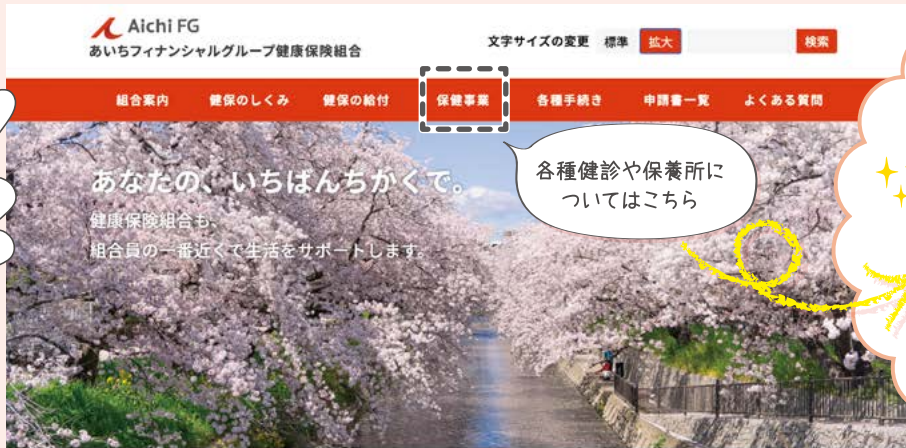 Aichi FG
あいちフィナンシャルグループ健康保険組合
文字サイズの変更 標準 拡大 検索
組合案内 健保のしくみ 健保の給付 保健事業 各種手続き 申請書一覧 よくある質問
あなたの、いちばんちかくで。
健康保険組合も、
組合員の一番近くで生活をサポートします。
各種健診や保養所に
ついてはこちら